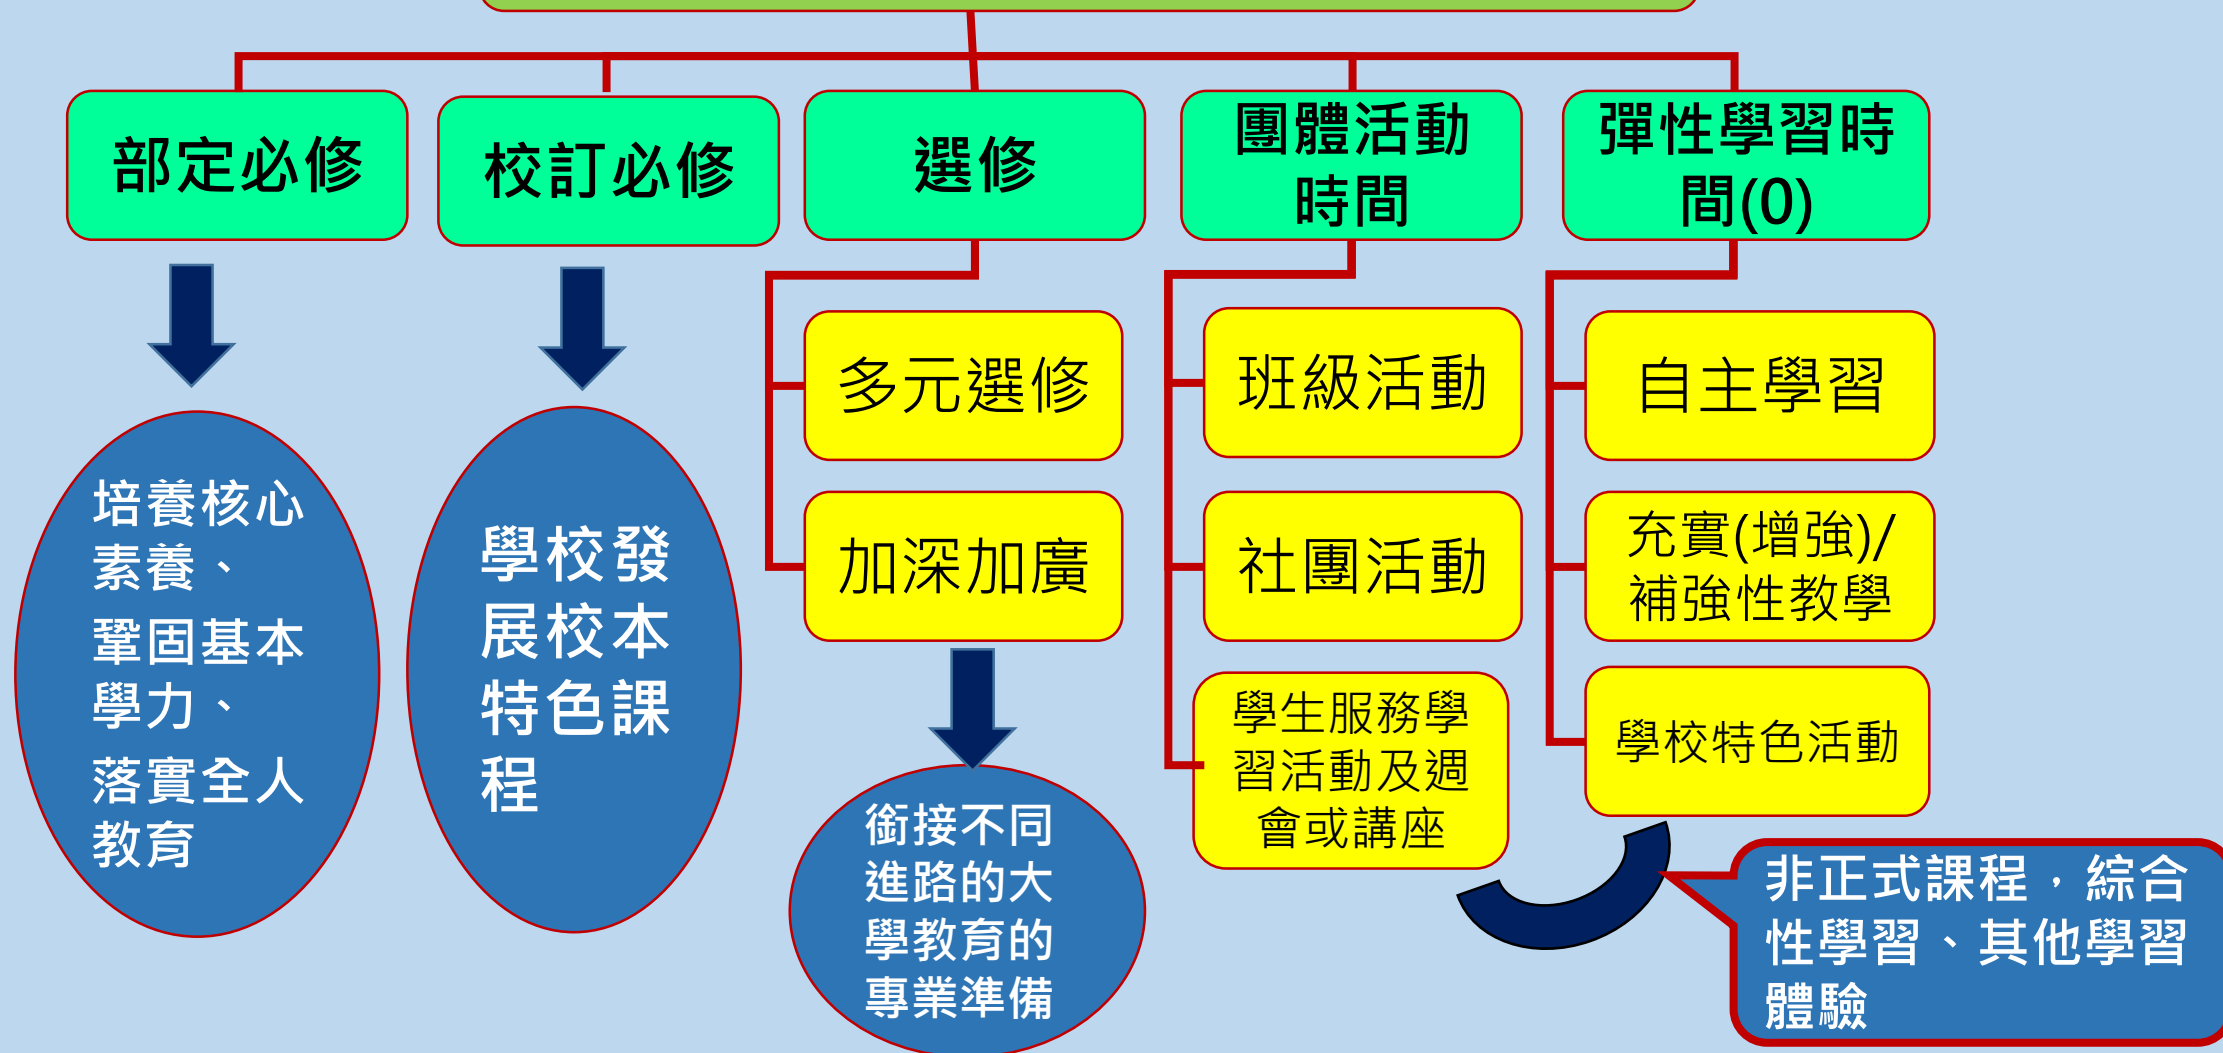 部定必修
校訂必修
選修
團體活動
時間
彈性學習時
間(0)
培養核心
素養、
鞏固基本
學力、
落實全人
教育
學校發
展校本
特色課
程
多元選修
加深加廣
銜接不同
進路的大
學教育的
專業準備
班級活動
社團活動
學生服務學
習活動及週
會或講座
自主學習
充實(增強)/
補強性教學
學校特色活動
非正式課程，綜合
性學習、其他學習
體驗